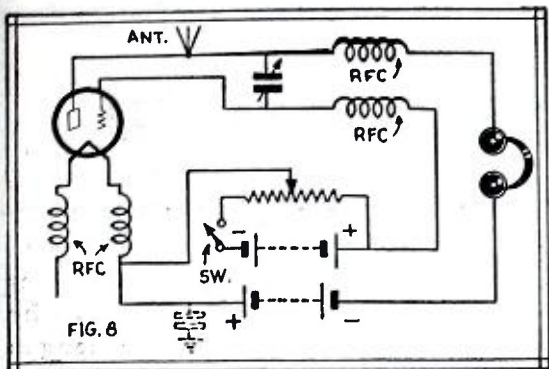 ANT.
RFC
RFC
RFC
- +
SW.
+ -
FIG. 8